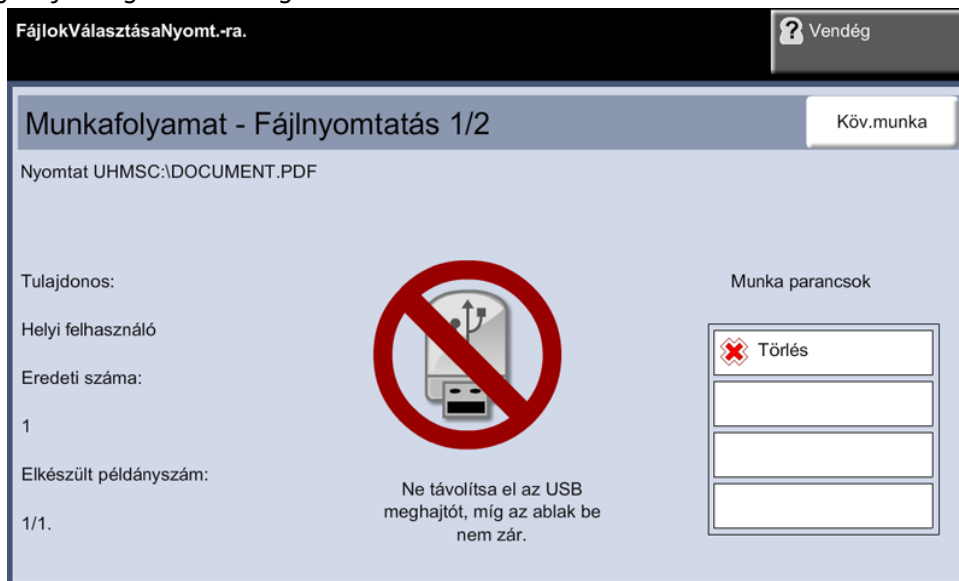 FájlokVálasztásaNyomt.-ra.
Vendég
Munkafolyamat - Fájlnyomtatás 1/2
Köv.munka
Nyomtat UHMSC:\DOCUMENT.PDF
Tulajdonos:
Helyi felhasználó
Eredeti száma:
1
Elkészült példányszám:
1/1.
Ne távolítsa el az USB
meghajtót, míg az ablak be
nem zár.
Munka parancsok
Törlés